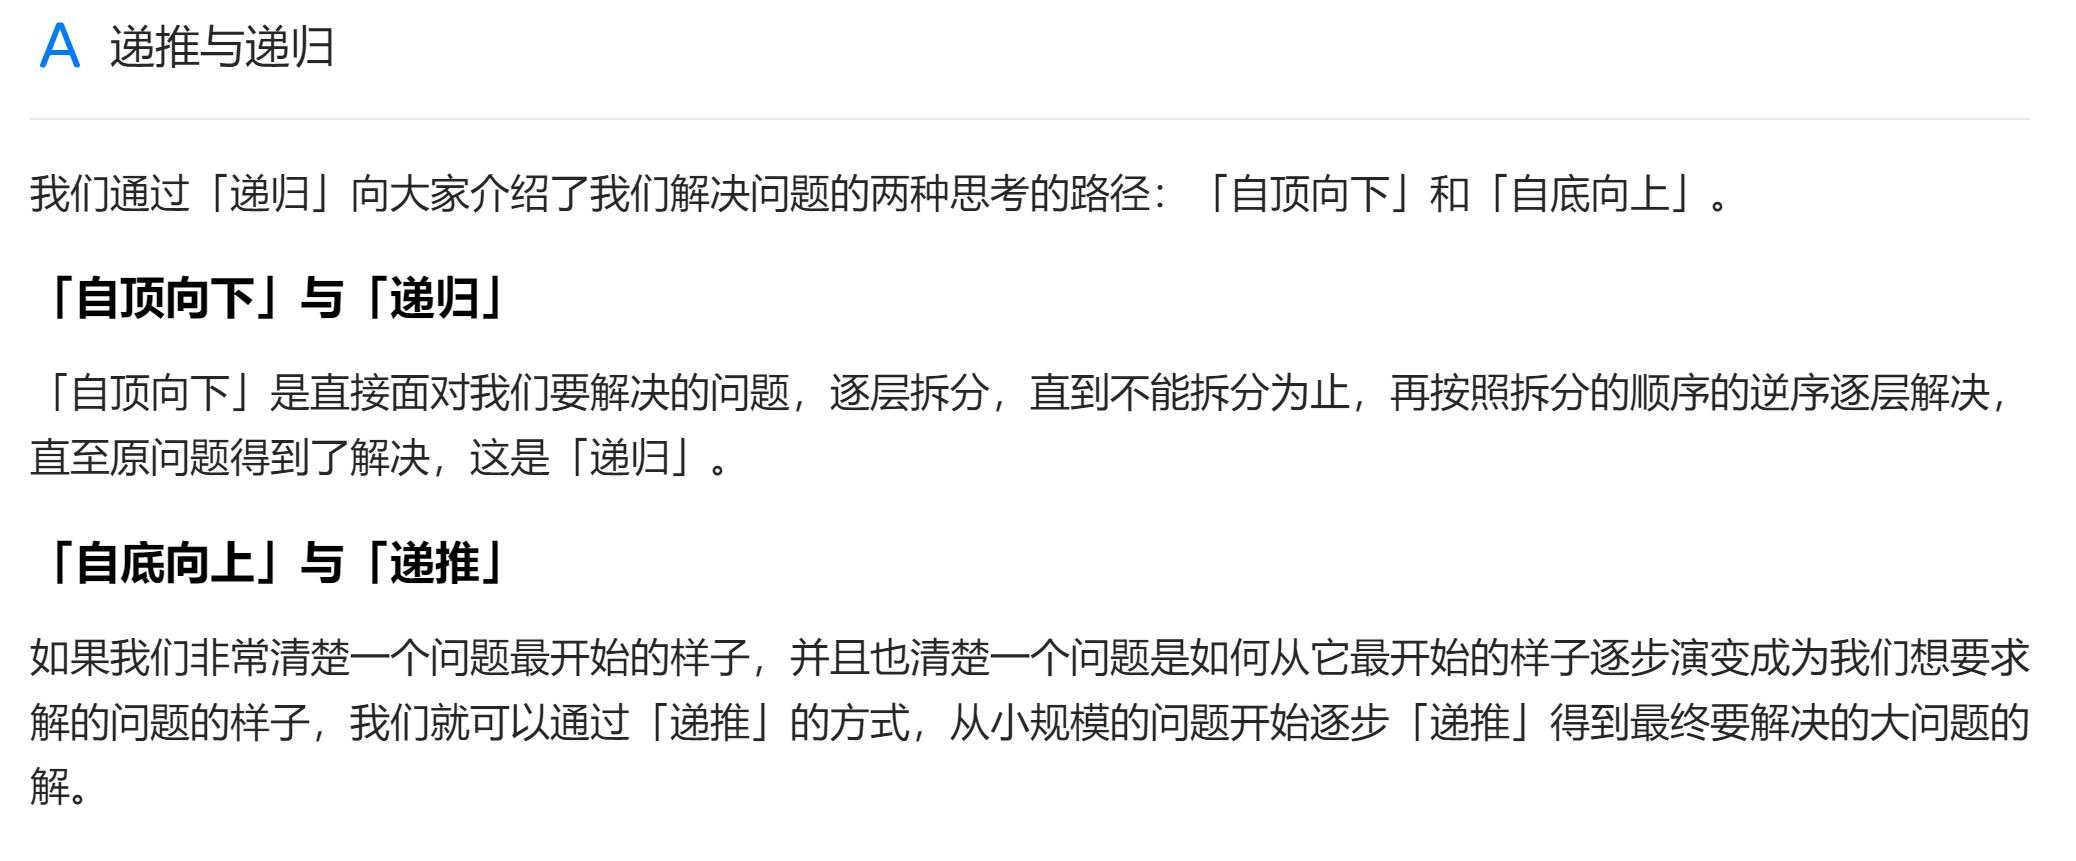 A 递推与递归
我们通过「递归」向大家介绍了我们解决问题的两种思考的路径：「自顶向下」和「自底向上」。
「自顶向下」与「递归」
「自顶向下」是直接面对我们要解决的问题，逐层拆分，直到不能拆分为止，再按照拆分的顺序的逆序逐层解决，
直至原问题得到了解决，这是「递归」。
「自底向上」与「递推」
如果我们非常清楚一个问题最开始的样子，并且也清楚一个问题是如何从它最开始的样子逐步演变成为我们想要求
解的问题的样子，我们就可以通过「递推」的方式，从小规模的问题开始逐步「递推」得到最终要解决的大问题的
解。